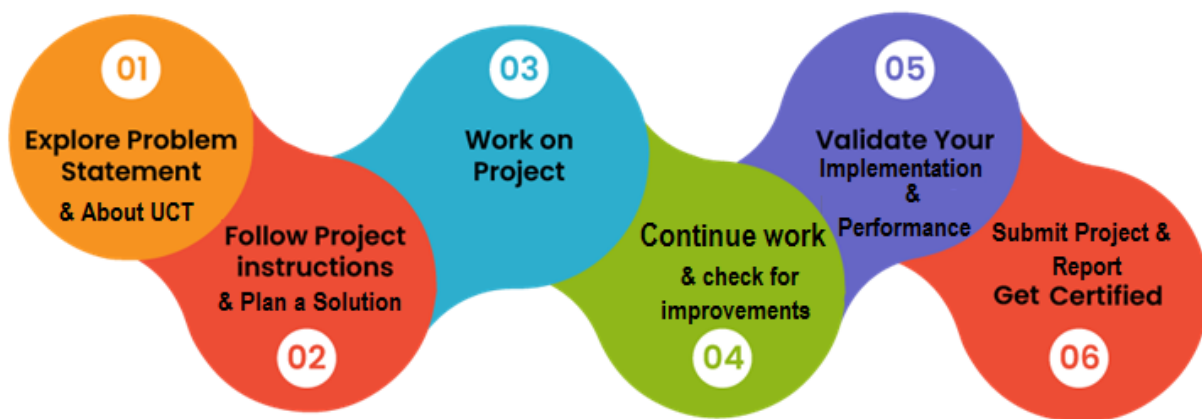 01
Explore Problem
Statement
& About UCT
Follow Project
instructions
& Plan a Solution
02
03
Work on
Project
Continue work
& check for
improvements
04
05
Validate Your
Implementation
&
Performance
Submit Project &
Report
Get Certified
06